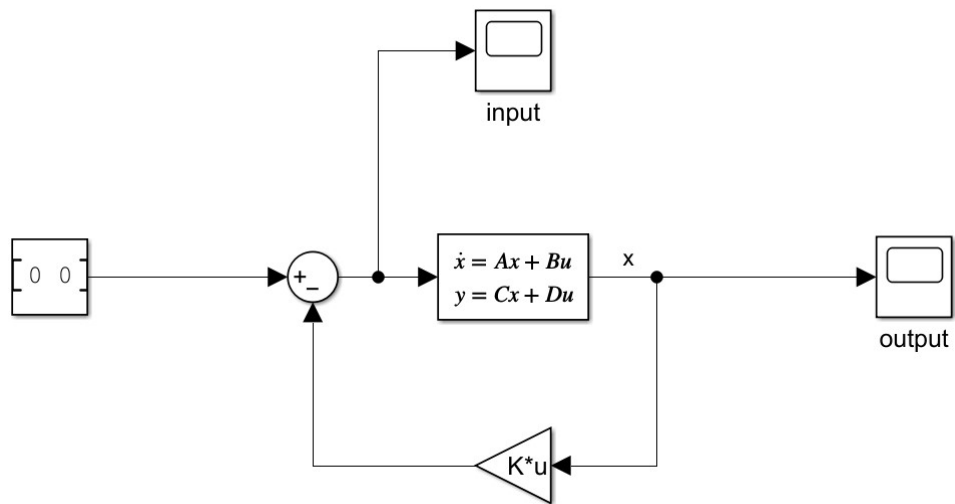 input
[0 0]
+
−
ẋ = Ax + Bu
y = Cx + Du
x
output
K*u